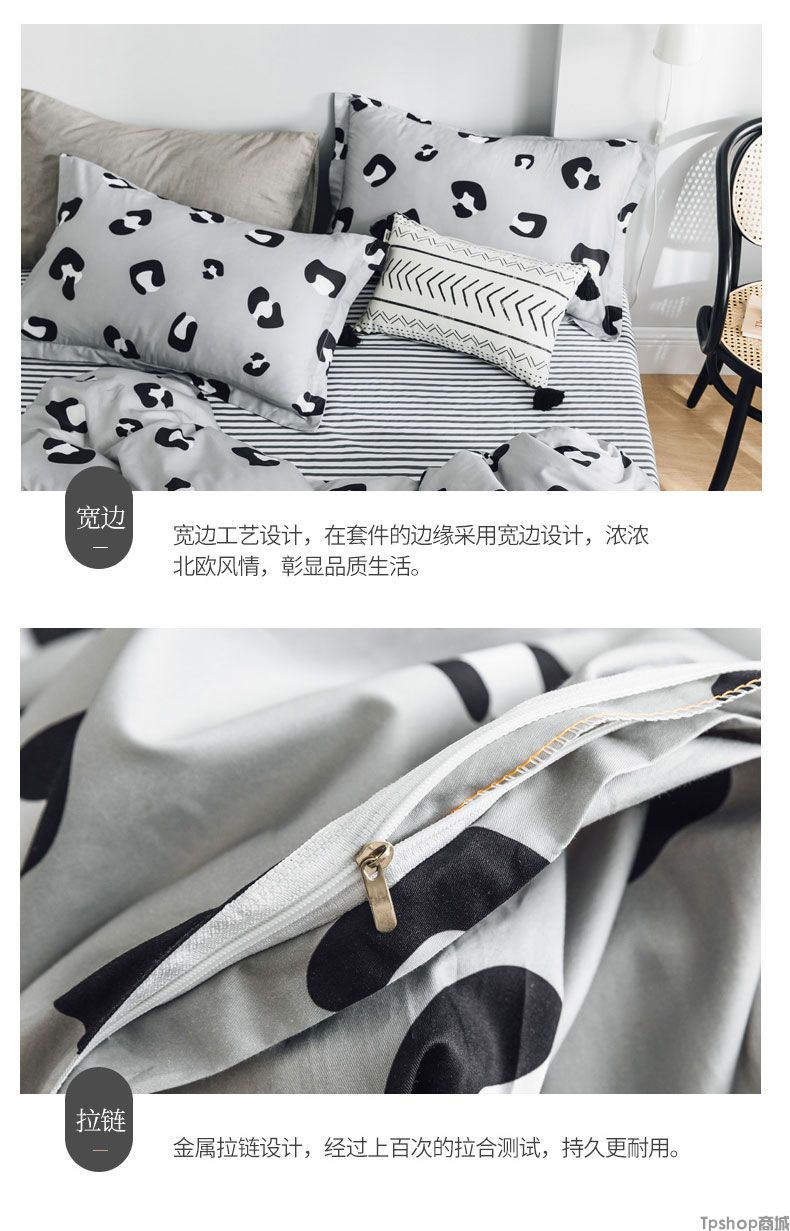 宽边
宽边工艺设计，在套件的边缘采用宽边设计，浓浓
北欧风情，彰显品质生活。
拉链
金属拉链设计，经过上百次的拉合测试，持久更耐用。
Tpshop商城